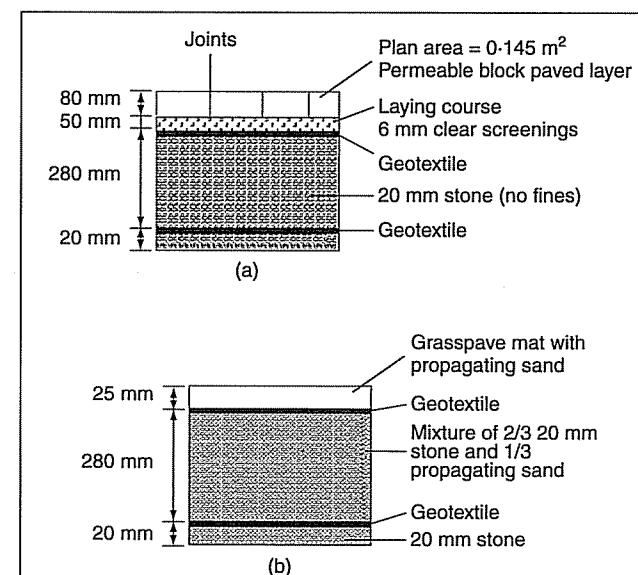 Joints
Plan area = 0·145 m²
Permeable block paved layer
80 mm
50 mm
Laying course
6 mm clear screenings
Geotextile
280 mm
20 mm stone (no fines)
20 mm
Geotextile
(a)
Grasspave mat with
propagating sand
25 mm
Geotextile
Mixture of 2/3 20 mm
stone and 1/3
propagating sand
280 mm
Geotextile
20 mm
20 mm stone
(b)